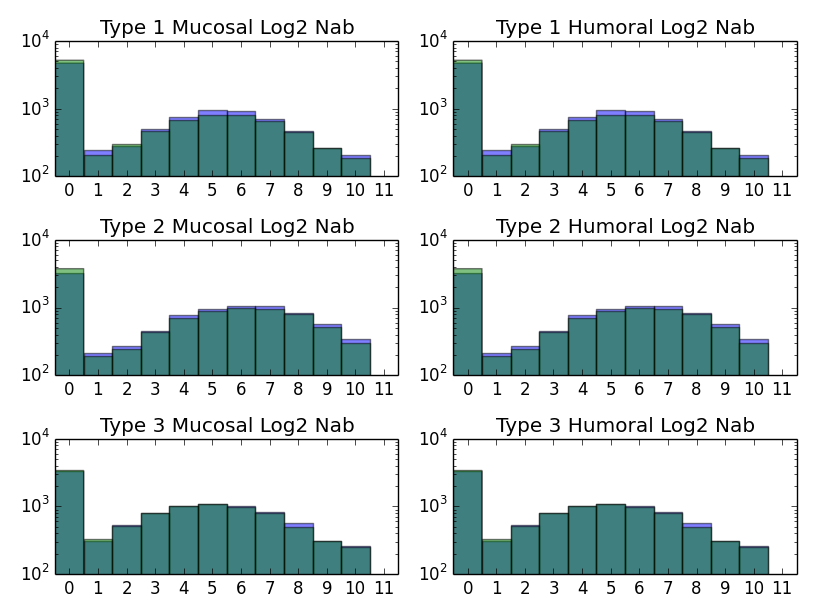 Type 1 Mucosal Log2 Nab
10^4
10^3
10^2
0 1 2 3 4 5 6 7 8 9 10 11
Type 1 Humoral Log2 Nab
10^4
10^3
10^2
0 1 2 3 4 5 6 7 8 9 10 11
Type 2 Mucosal Log2 Nab
10^4
10^3
10^2
0 1 2 3 4 5 6 7 8 9 10 11
Type 2 Humoral Log2 Nab
10^4
10^3
10^2
0 1 2 3 4 5 6 7 8 9 10 11
Type 3 Mucosal Log2 Nab
10^4
10^3
10^2
0 1 2 3 4 5 6 7 8 9 10 11
Type 3 Humoral Log2 Nab
10^4
10^3
10^2
0 1 2 3 4 5 6 7 8 9 10 11